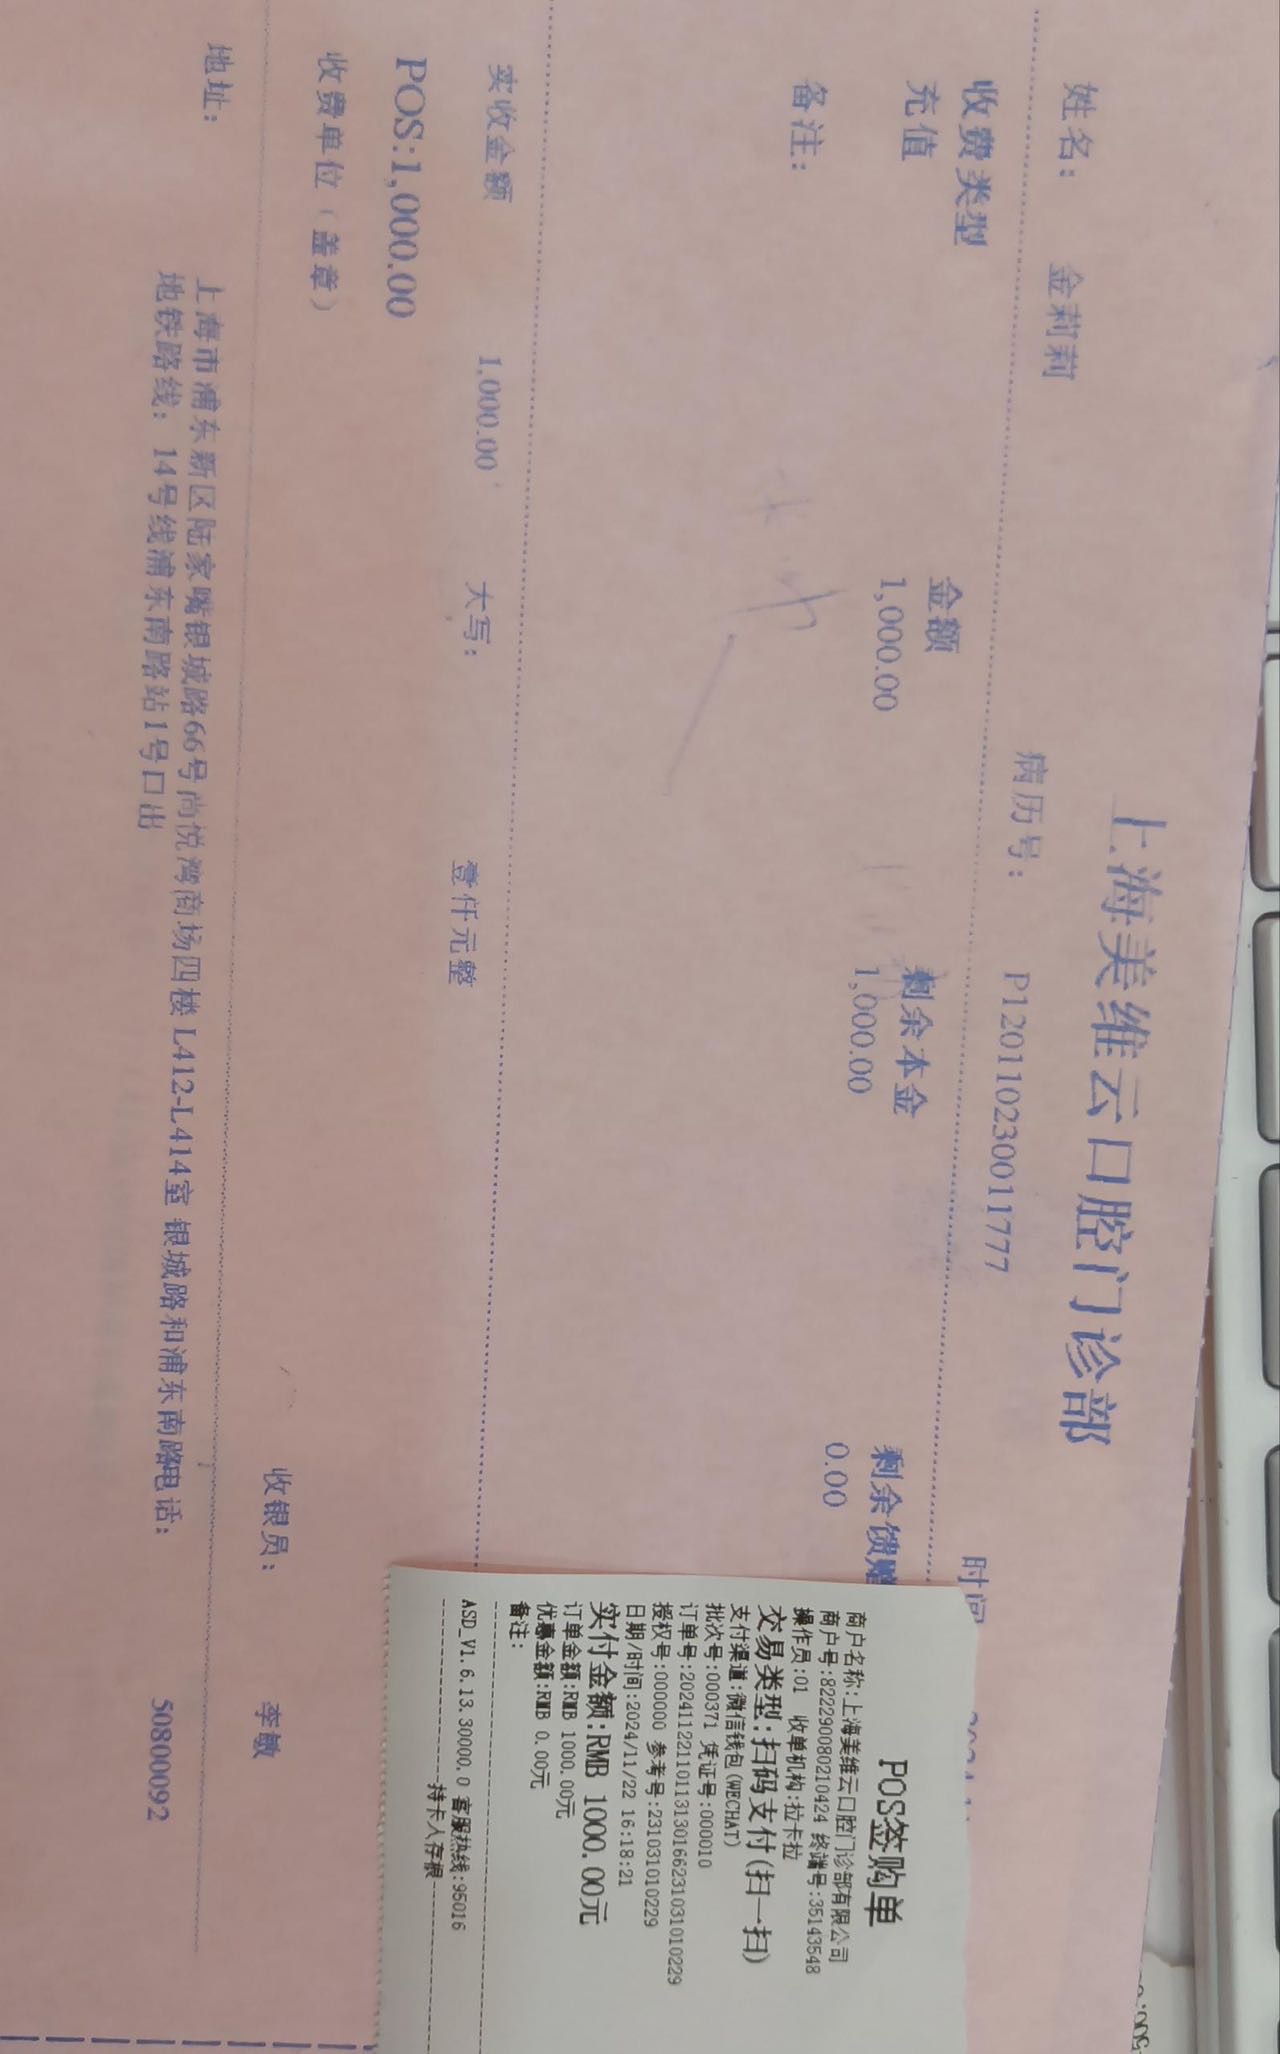 上海美维云口腔门诊部
姓名： 金莉莉 病历号： P1201102300011777 时间
收费类型 金额 剩余本金 剩余馈赠
充值 1,000.00 1,000.00 0.00
备注：
实收金额 1,000.00 大写： 壹仟元整
POS:1,000.00
收费单位（盖章） 收银员： 李敏
地址： 上海市浦东新区陆家嘴银城路66号尚悦湾商场四楼 L412-L414室 银城路和浦东南路电话： 50800092
地铁路线：14号线浦东南路站1号口出
POS签购单
商户名称:上海美维云口腔门诊部有限公司
商户号:822290080210424 终端号:35143548
操作员:01 收单机构:拉卡拉
交易类型:扫码支付(扫一扫)
支付渠道:微信钱包(WECHAT)
批次号:000371 凭证号:000010
订单号:20241122110113130166231031010229
授权号:000000 参考号:231031010229
日期/时间:2024/11/22 16:18:21
实付金额:RMB 1000.00元
订单金额:RMB 1000.00元
优惠金额:RMB 0.00元
备注:
ASD_V1.6.13.30000.0 客服热线:95016
持卡人存根